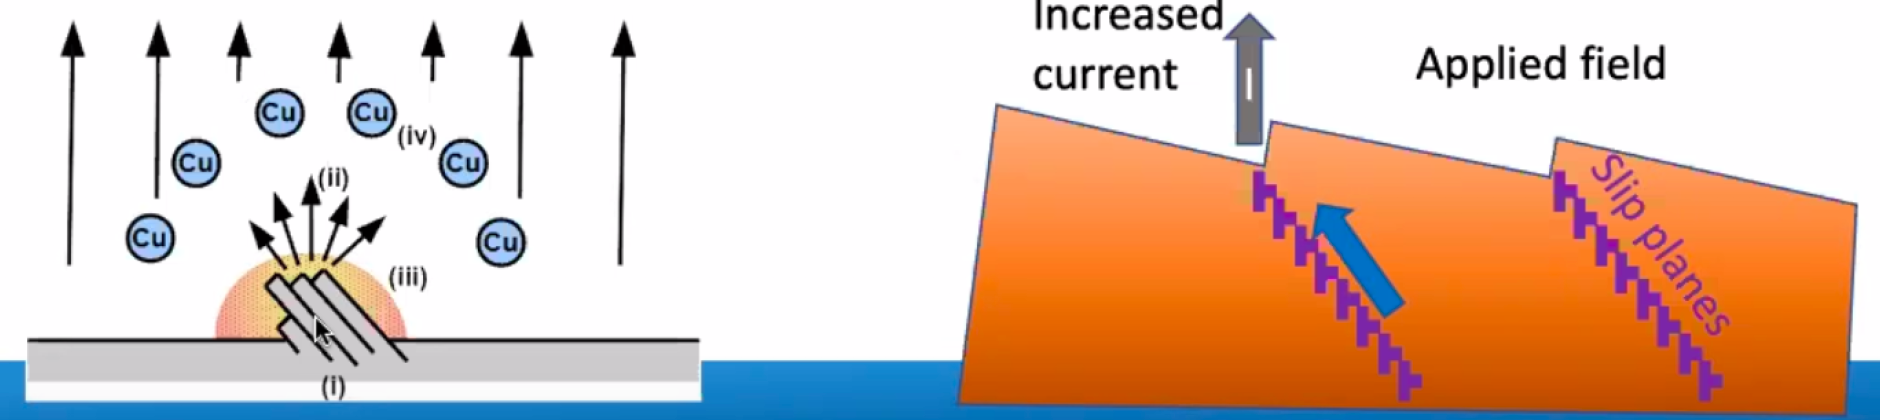 Cu
Cu
(iv)
Cu
Cu
(ii)
Cu
Cu
(iii)
(i)
Increased
current
I
Applied field
Slip planes